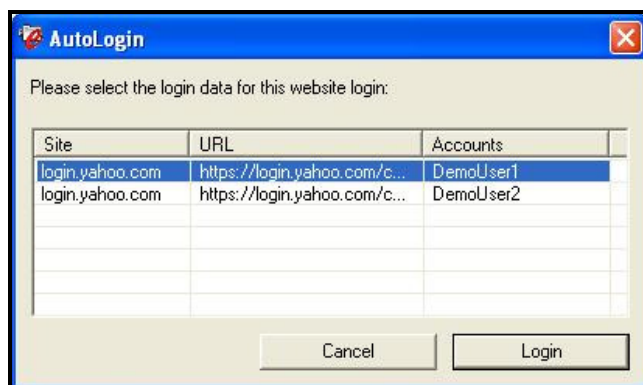 AutoLogin
Please select the login data for this website login:
Site URL Accounts
login.yahoo.com https://login.yahoo.com/c... DemoUser1
login.yahoo.com https://login.yahoo.com/c... DemoUser2
Cancel Login